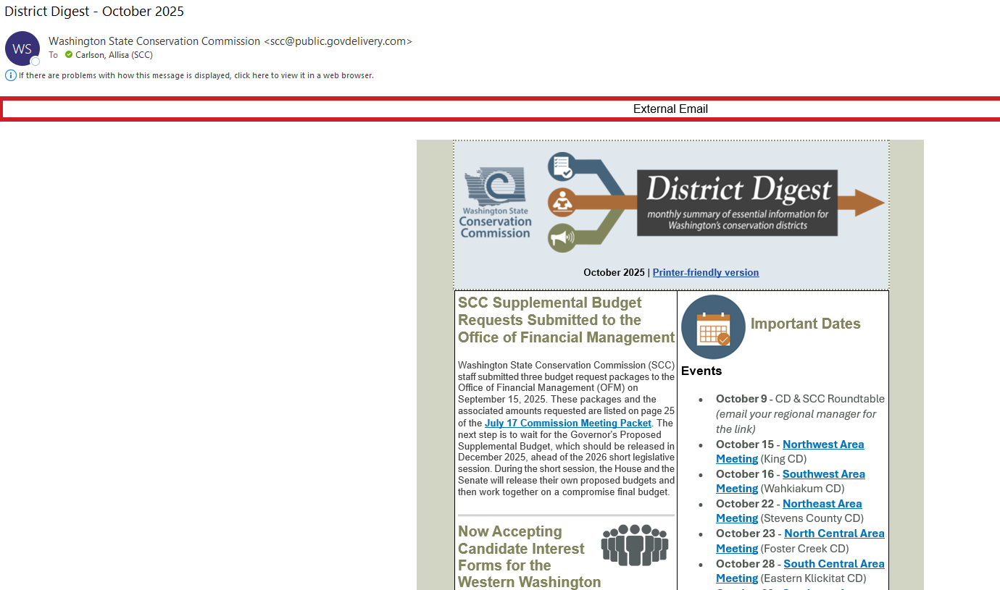 District Digest - October 2025
WS
Washington State Conservation Commission <scc@public.govdelivery.com>
To Carlson, Allisa (SCC)
If there are problems with how this message is displayed, click here to view it in a web browser.
External Email
Washington State
Conservation
Commission
District Digest
monthly summary of essential information for
Washington's conservation districts
October 2025 | Printer-friendly version
SCC Supplemental Budget
Requests Submitted to the
Office of Financial Management
Washington State Conservation Commission (SCC)
staff submitted three budget request packages to the
Office of Financial Management (OFM) on
September 15, 2025. These packages and the
associated amounts requested are listed on page 25
of the July 17 Commission Meeting Packet. The
next step is to wait for the Governor's Proposed
Supplemental Budget, which should be released in
December 2025, ahead of the 2026 short legislative
session. During the short session, the House and the
Senate will release their own proposed budgets and
then work together on a compromise final budget.
Now Accepting
Candidate Interest
Forms for the
Western Washington
Important Dates
Events
• October 9 - CD & SCC Roundtable
(email your regional manager for
the link)
• October 15 - Northwest Area
Meeting (King CD)
• October 16 - Southwest Area
Meeting (Wahkiakum CD)
• October 22 - Northeast Area
Meeting (Stevens County CD)
• October 23 - North Central Area
Meeting (Foster Creek CD)
• October 28 - South Central Area
Meeting (Eastern Klickitat CD)